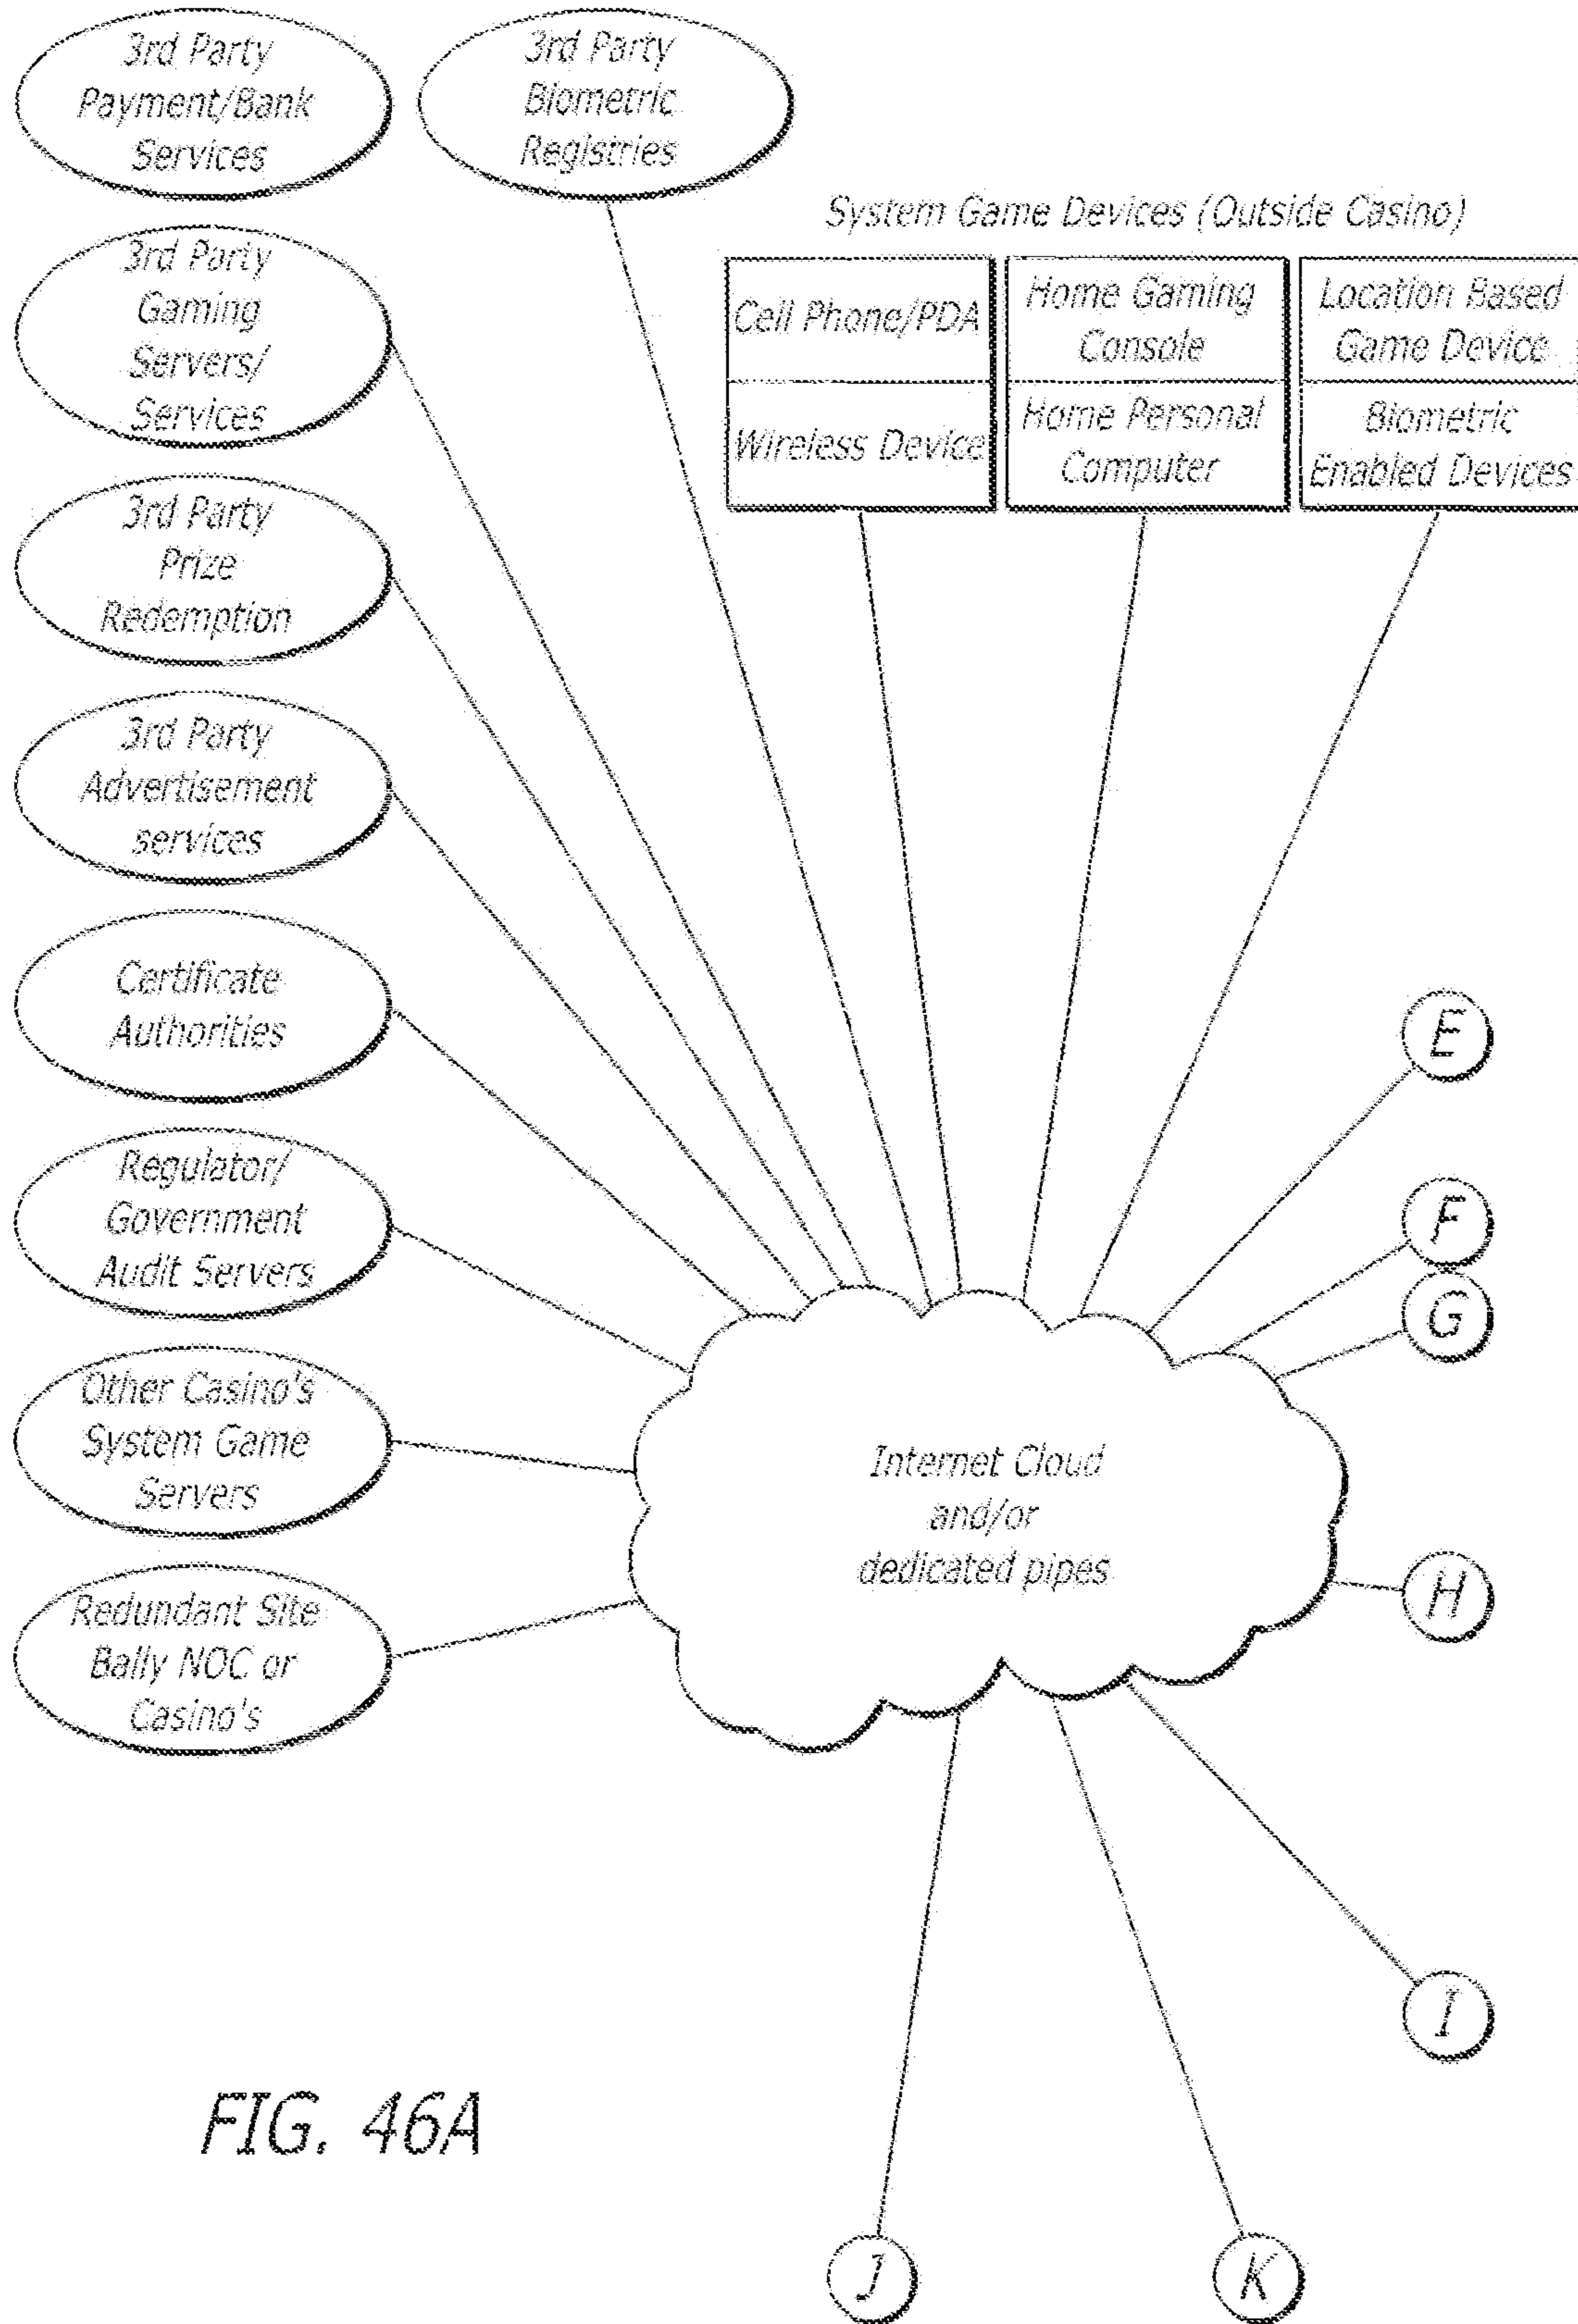 3rd Party
Payment/Bank
Services
3rd Party
Biometric
Registries
System Game Devices (Outside Casino)
Cell Phone/PDA
Wireless Device
Home Gaming
Console
Home Personal
Computer
Location Based
Game Device
Biometric
Enabled Devices
3rd Party
Gaming
Servers/
Services
3rd Party
Prize
Redemption
3rd Party
Advertisement
services
Certificate
Authorities
Regulator/
Government
Audit Servers
Other Casino's
System Game
Servers
Redundant Site
Bally NOC or
Casino's
Internet Cloud
and/or
dedicated pipes
E
F
G
H
I
J
K
FIG. 46A